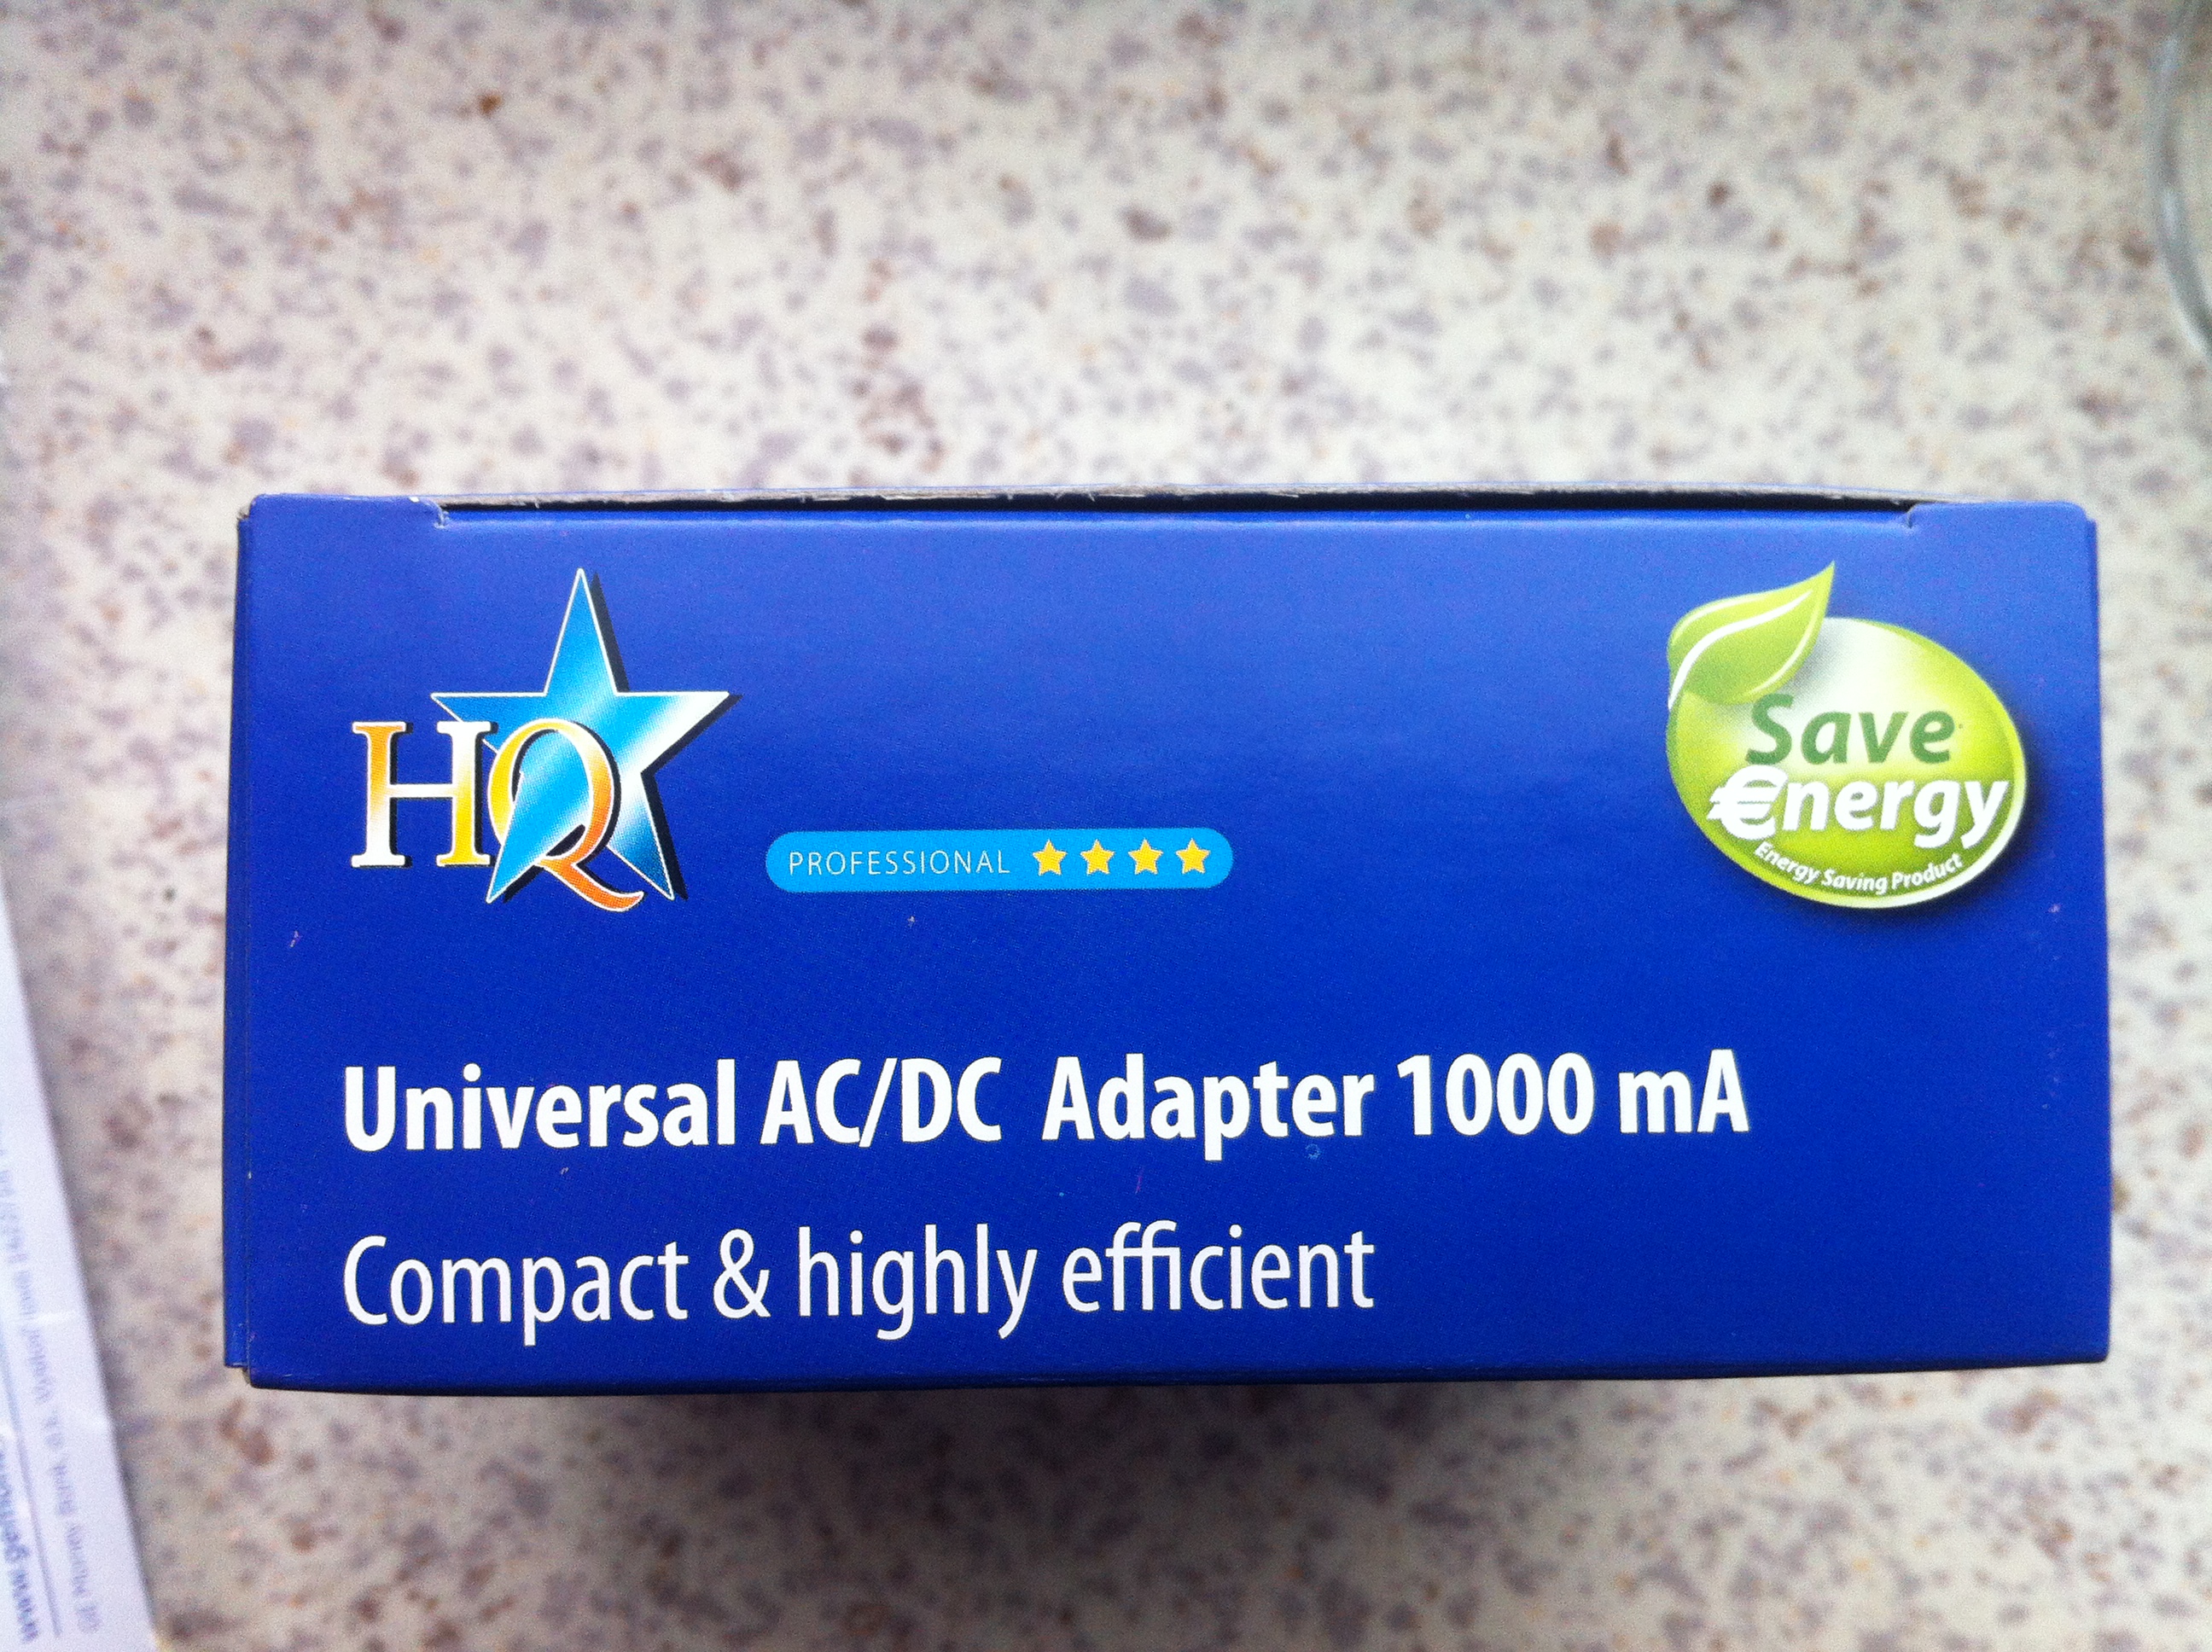 HQ
PROFESSIONAL
Save
€nergy
Energy Saving Product
Universal AC/DC Adapter 1000 mA
Compact & highly efficient